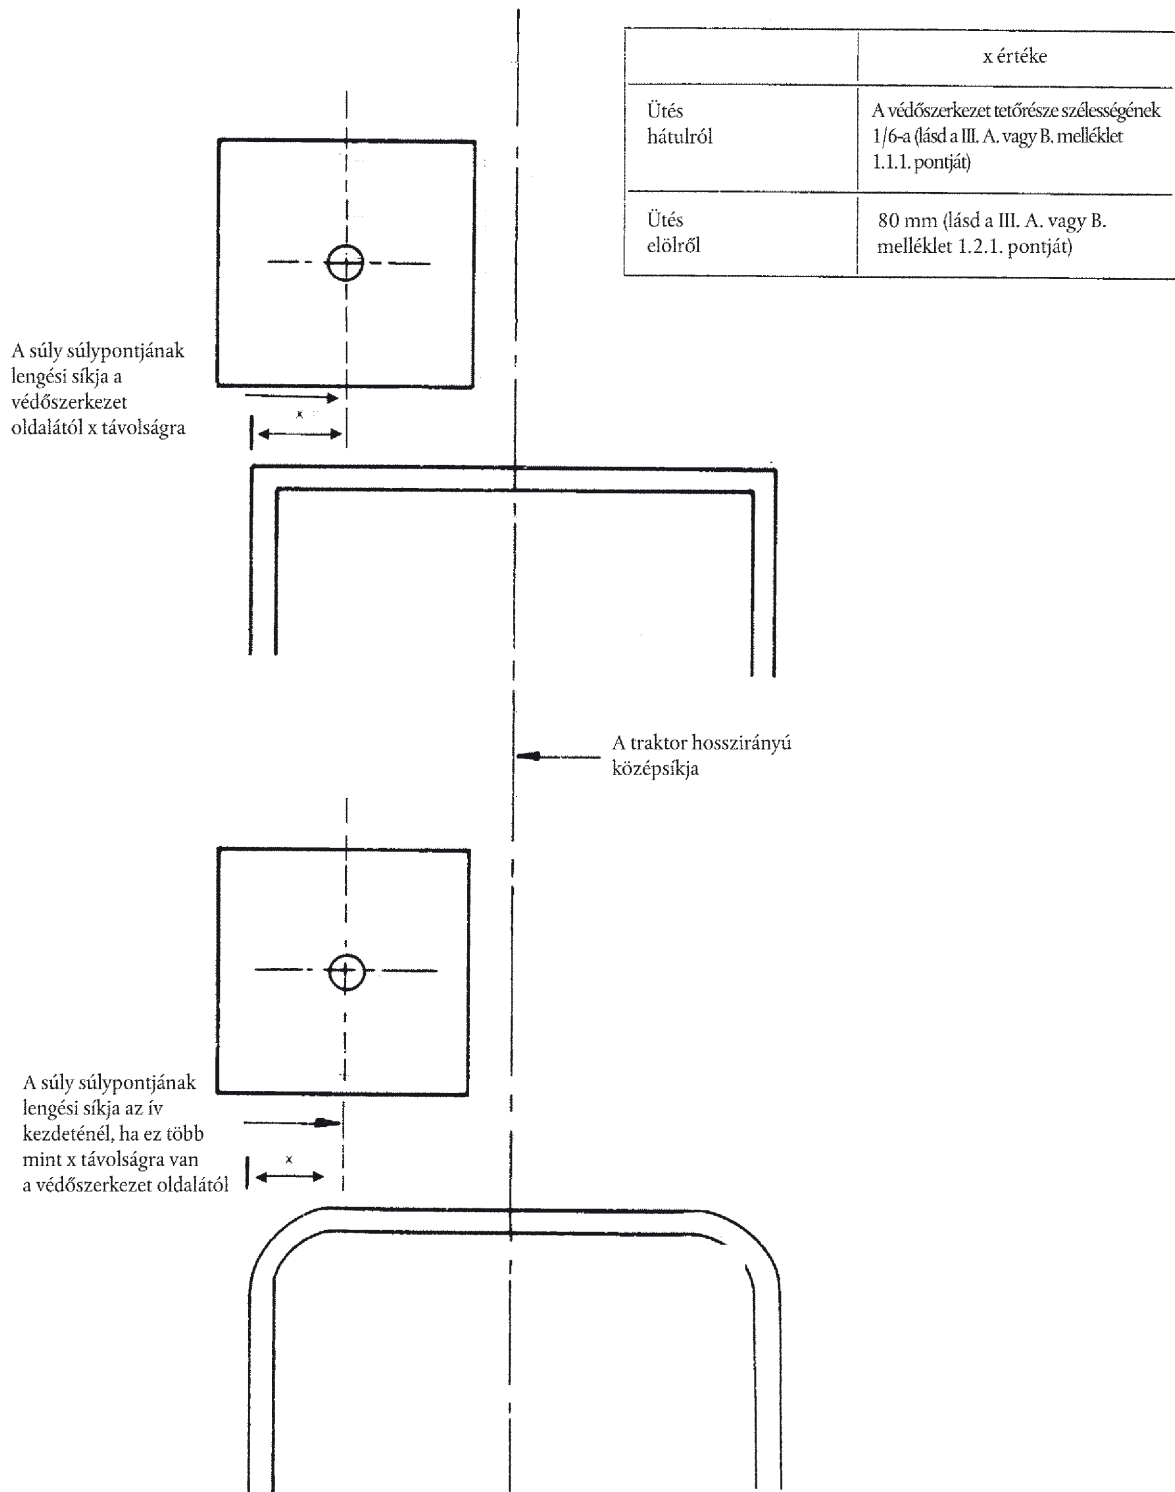 x értéke
Ütés
hátulról
A védőszerkezet tetőrésze szélességének
1/6-a (lásd a III. A. vagy B. melléklet
1.1.1. pontját)
Ütés
elölről
80 mm (lásd a III. A. vagy B.
melléklet 1.2.1. pontját)
A súly súlypontjának
lengési síkja a
védőszerkezet
oldalától x távolságra
x
A traktor hosszirányú
középsíkja
A súly súlypontjának
lengési síkja az ív
kezdeténél, ha ez több
mint x távolságra van
a védőszerkezet oldalától
x